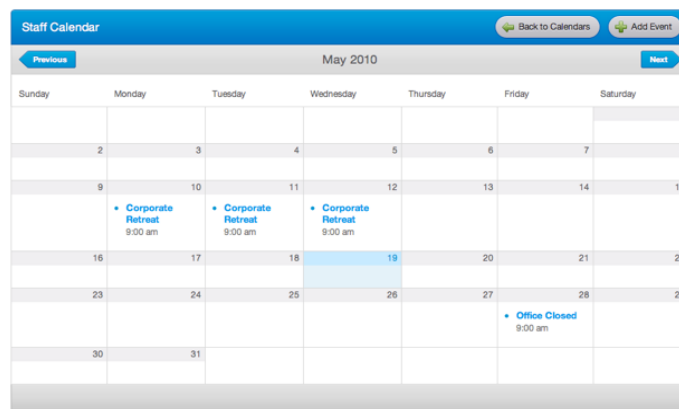 Staff Calendar Back to Calendars Add Event
Previous May 2010 Next
Sunday Monday Tuesday Wednesday Thursday Friday Saturday
2 3 4 5 6 7
9 10 11 12 13 14
• Corporate • Corporate • Corporate
Retreat Retreat Retreat
9:00 am 9:00 am 9:00 am
16 17 18 19 20 21
23 24 25 26 27 28
• Office Closed
9:00 am
30 31